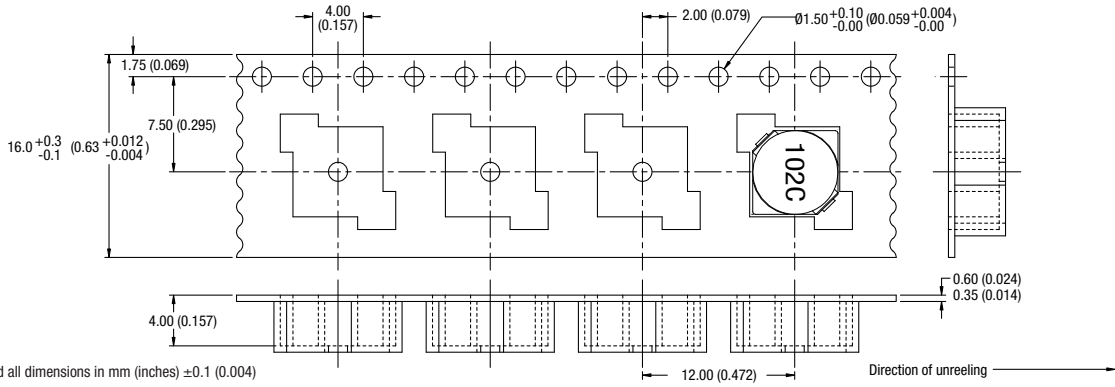 4.00
(0.157)
2.00 (0.079)
Ø1.50 +0.10 -0.00 (Ø0.059 +0.004 -0.00
1.75 (0.069)
7.50 (0.295)
16.0 +0.3 -0.1 (0.63 +0.012 -0.004 )
102C
0.60 (0.024)
0.35 (0.014)
4.00 (0.157)
12.00 (0.472)
d all dimensions in mm (inches) ±0.1 (0.004)
Direction of unreeling